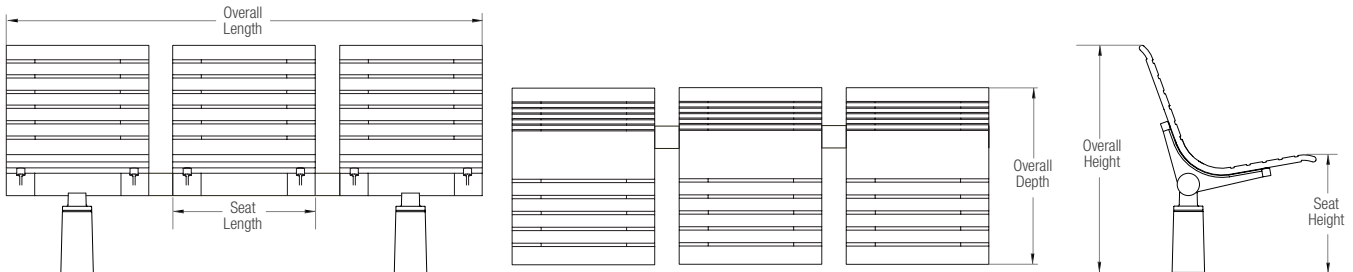 Overall
Length
Seat
Length
Overall
Depth
Overall
Height
Seat
Height